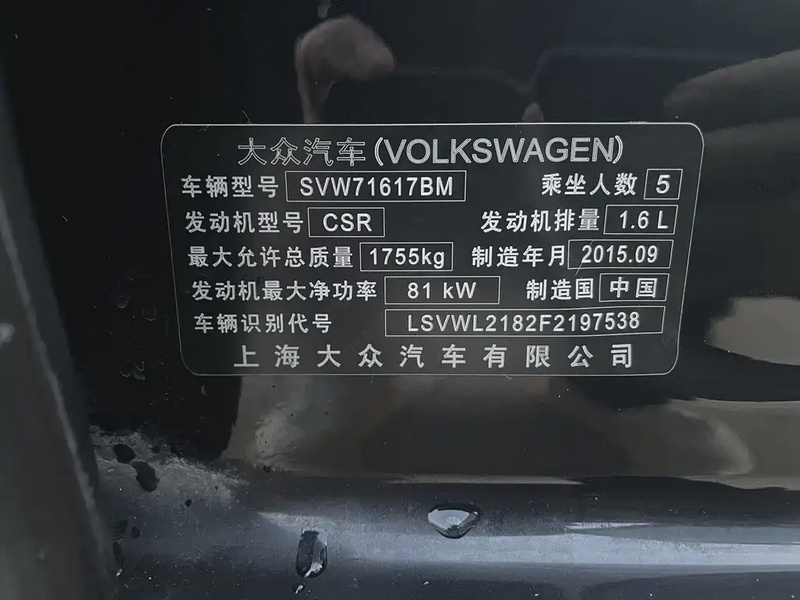 大众汽车(VOLKSWAGEN)
车辆型号 SVW71617BM 乘坐人数 5
发动机型号 CSR 发动机排量 1.6 L
最大允许总质量 1755kg 制造年月 2015.09
发动机最大净功率 81 kW 制造国 中国
车辆识别代号 LSVWL2182F2197538
上海大众汽车有限公司